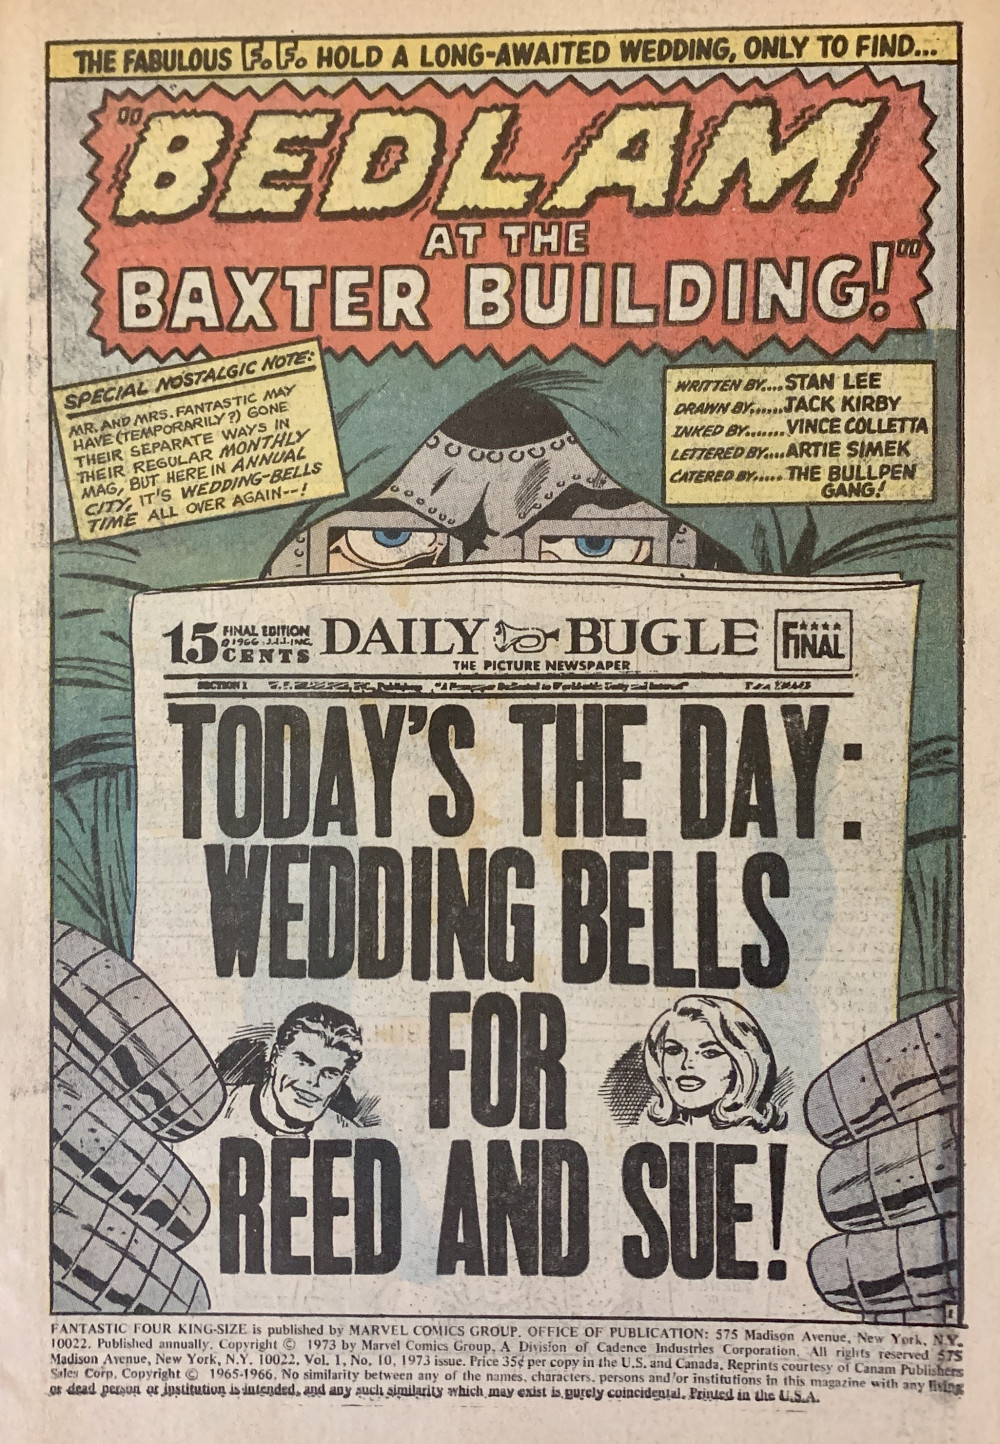 THE FABULOUS F.F. HOLD A LONG-AWAITED WEDDING, ONLY TO FIND...
"BEDLAM
AT THE
BAXTER BUILDING!"
SPECIAL NOSTALGIC NOTE:
MR. AND MRS. FANTASTIC MAY
HAVE (TEMPORARILY?) GONE
THEIR SEPARATE WAYS IN
THEIR REGULAR MONTHLY
MAG, BUT HERE IN ANNUAL
CITY, IT'S WEDDING-BELLS
TIME ALL OVER AGAIN--!
WRITTEN BY....STAN LEE
DRAWN BY......JACK KIRBY
INKED BY.......VINCE COLLETTA
LETTERED BY....ARTIE SIMEK
CATERED BY..... THE BULLPEN
GANG!
15 CENTS
FINAL EDITION
© 1966 J.J.J. INC.
DAILY BUGLE
FINAL
THE PICTURE NEWSPAPER
SECTION 1
TODAY'S THE DAY:
WEDDING BELLS
FOR
REED AND SUE!
1
FANTASTIC FOUR KING-SIZE is published by MARVEL COMICS GROUP. OFFICE OF PUBLICATION: 575 Madison Avenue, New York, N.Y.
10022. Published annually. Copyright © 1973 by Marvel Comics Group, A Division of Cadence Industries Corporation. All rights reserved 575
Madison Avenue, New York, N.Y. 10022. Vol. 1, No. 10, 1973 issue. Price 35¢ per copy in the U.S. and Canada. Reprints courtesy of Canam Publishers
Sales Corp. Copyright © 1965-1966. No similarity between any of the names, characters, persons and/or institutions in this magazine with any living
or dead person or institution is intended, and any such similarity which may exist is purely coincidental. Printed in the U.S.A.